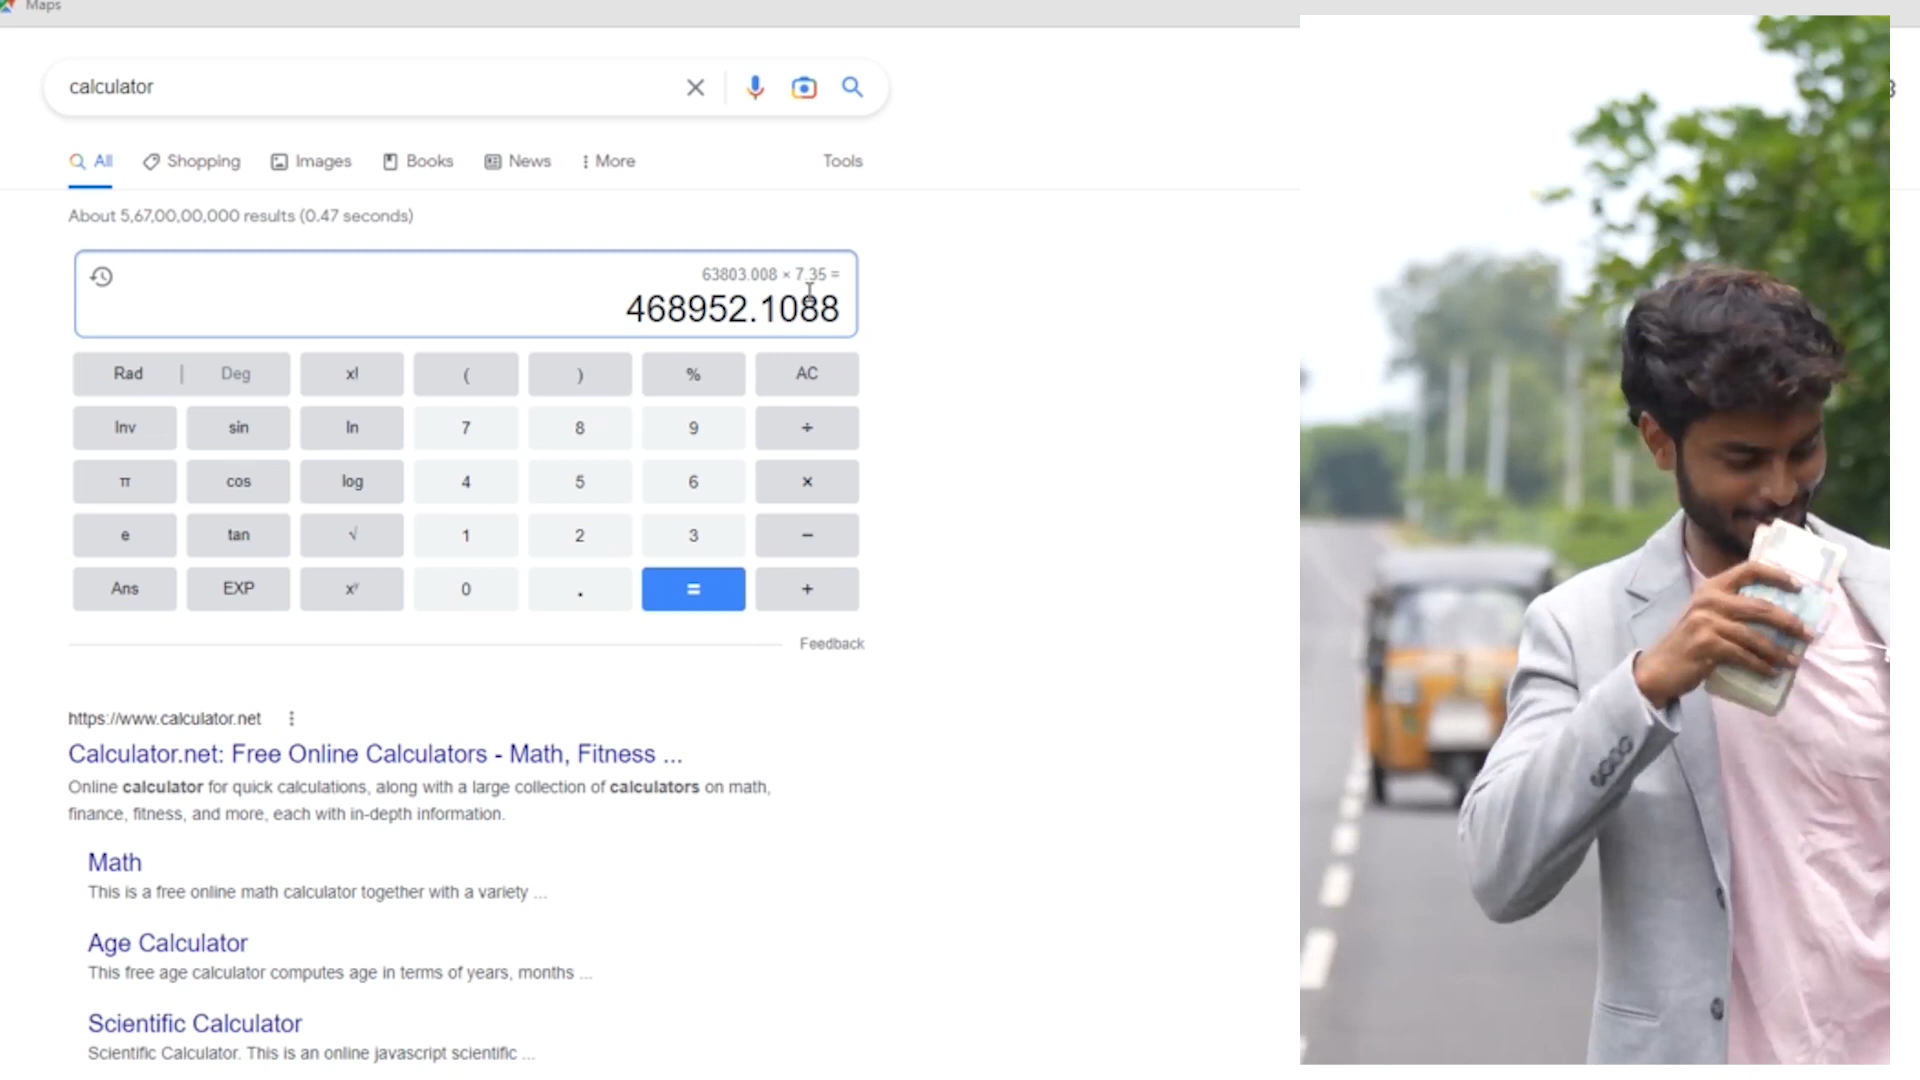 Maps
calculator
All Shopping Images Books News More Tools
About 5,67,00,00,000 results (0.47 seconds)
63803.008 × 7.35 =
468952.1088
Rad | Deg x! ( ) % AC
Inv sin ln 7 8 9 ÷
π cos log 4 5 6 ×
e tan √ 1 2 3 −
Ans EXP xʸ 0 . = +
Feedback
https://www.calculator.net
Calculator.net: Free Online Calculators - Math, Fitness ...
Online calculator for quick calculations, along with a large collection of calculators on math,
finance, fitness, and more, each with in-depth information.
Math
This is a free online math calculator together with a variety ...
Age Calculator
This free age calculator computes age in terms of years, months ...
Scientific Calculator
Scientific Calculator. This is an online javascript scientific ...